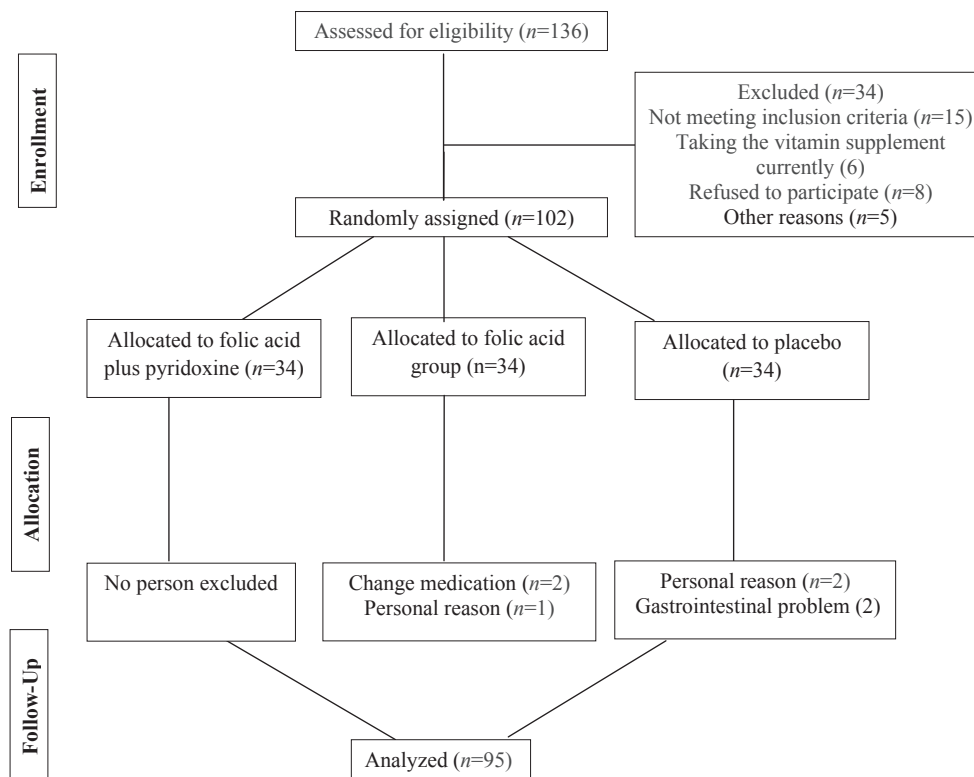 Assessed for eligibility (n=136)
Enrollment
Excluded (n=34)
Not meeting inclusion criteria (n=15)
Taking the vitamin supplement
currently (6)
Refused to participate (n=8)
Other reasons (n=5)
Randomly assigned (n=102)
Allocated to folic acid
plus pyridoxine (n=34)
Allocated to folic acid
group (n=34)
Allocated to placebo
(n=34)
Allocation
No person excluded
Change medication (n=2)
Personal reason (n=1)
Personal reason (n=2)
Gastrointestinal problem (2)
Follow-Up
Analyzed (n=95)